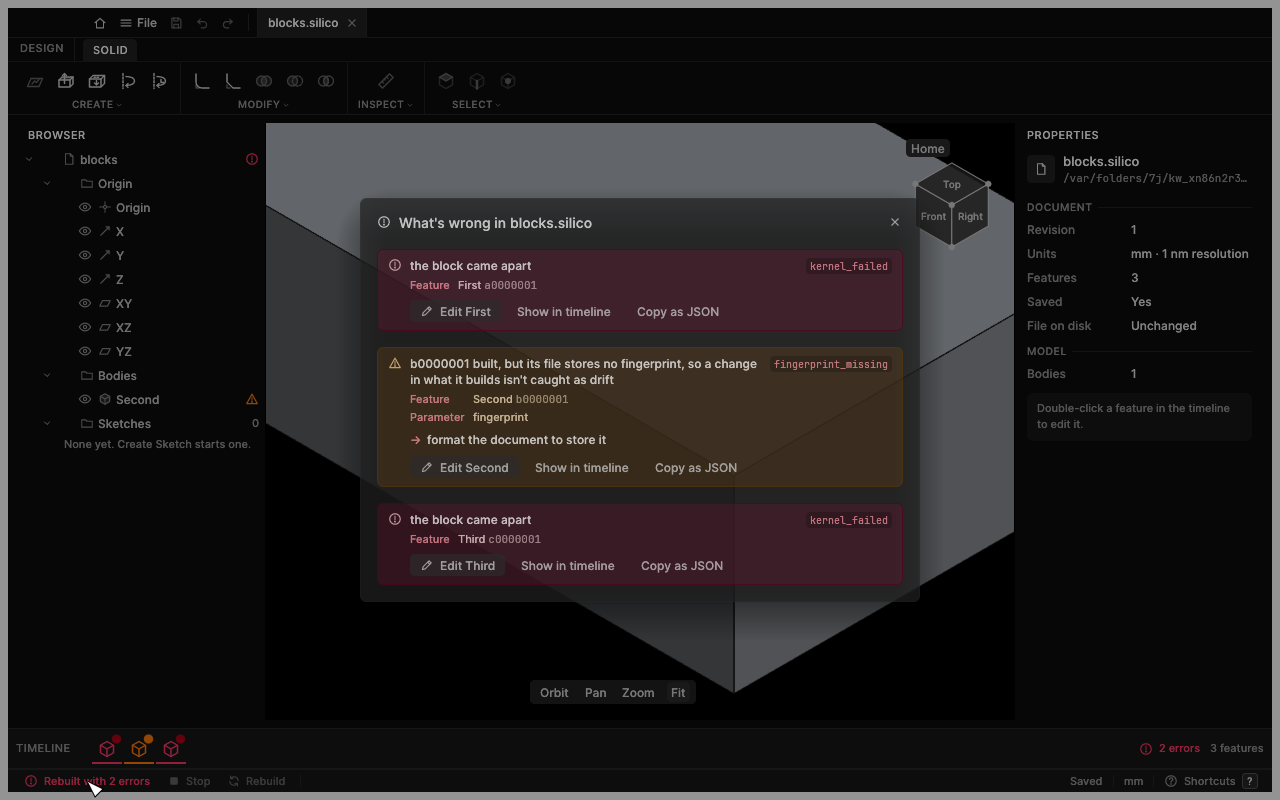 File
blocks.silico
DESIGN
SOLID
CREATE
MODIFY
INSPECT
SELECT
BROWSER
blocks
Origin
Origin
X
Y
Z
XY
XZ
YZ
Bodies
Second
Sketches 0
None yet. Create Sketch starts one.
Home
Top
Front
Right
What's wrong in blocks.silico
the block came apart
kernel_failed
Feature First a0000001
Edit First
Show in timeline
Copy as JSON
b0000001 built, but its file stores no fingerprint, so a change
in what it builds isn't caught as drift
fingerprint_missing
Feature Second b0000001
Parameter fingerprint
→ format the document to store it
Edit Second
Show in timeline
Copy as JSON
the block came apart
kernel_failed
Feature Third c0000001
Edit Third
Show in timeline
Copy as JSON
Orbit
Pan
Zoom
Fit
PROPERTIES
blocks.silico
/var/folders/7j/kw_xn86n2r3…
DOCUMENT
Revision 1
Units mm · 1 nm resolution
Features 3
Saved Yes
File on disk Unchanged
MODEL
Bodies 1
Double-click a feature in the timeline
to edit it.
TIMELINE
2 errors
3 features
Rebuilt with 2 errors
Stop
Rebuild
Saved
mm
Shortcuts ?